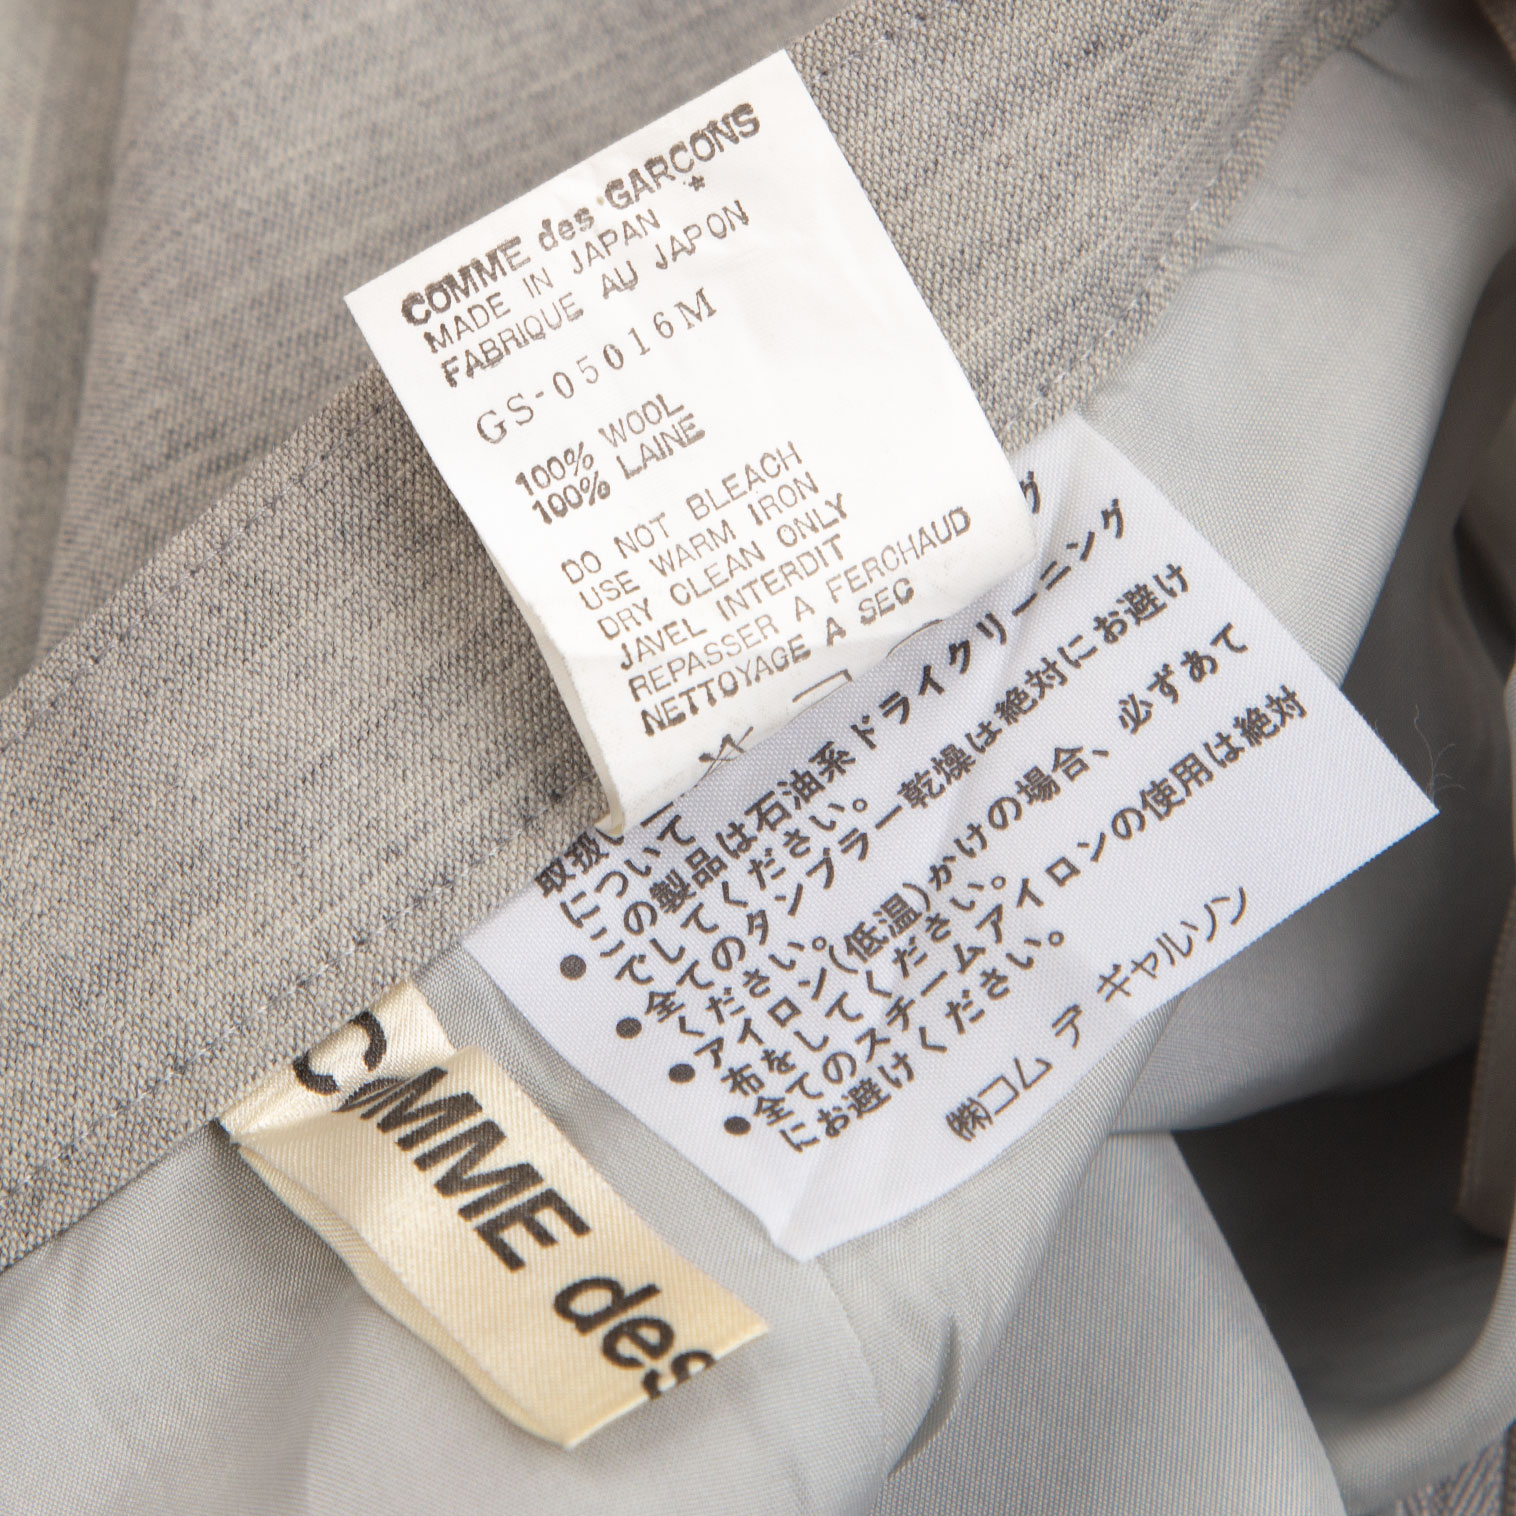 COMME des GARCONS
*
MADE IN JAPAN
FABRIQUE AU JAPON
GS-05016M
100% WOOL
100% LAINE
DO NOT BLEACH
USE WARM IRON
DRY CLEAN ONLY
JAVEL INTERDIT
REPASSER A FERCHAUD
NETTOYAGE A SEC
取扱い
グ
について
●この製品は石油系ドライクリーニング
でしてください。
●全てのタンブラー乾燥は絶対にお避け
ください。
●アイロン(低温)かけの場合、必ずあて
布をしてください。
●全てのスチームアイロンの使用は絶対
にお避けください。
㈱コム デ ギャルソン
COMME des